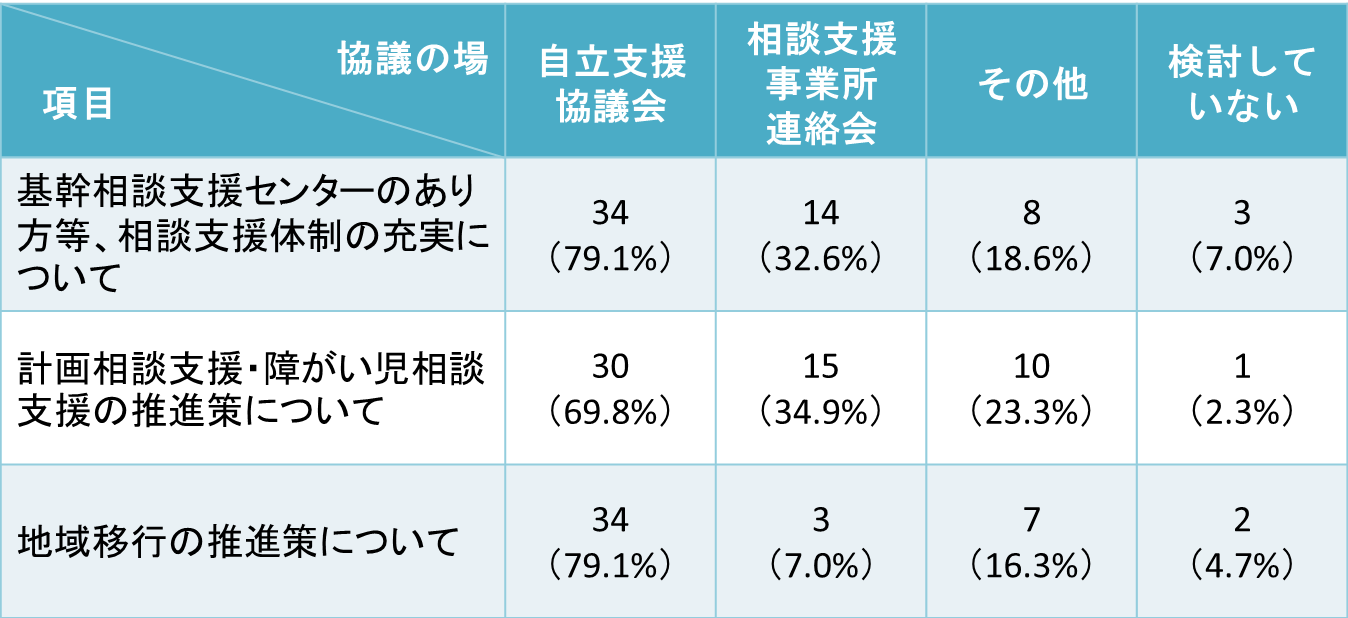 協議の場
項目
自立支援
協議会
相談支援
事業所
連絡会
その他
検討して
いない
基幹相談支援センターのあり
方等、相談支援体制の充実に
ついて
34
（79.1%）
14
（32.6%）
8
（18.6%）
3
（7.0%）
計画相談支援・障がい児相談
支援の推進策について
30
（69.8%）
15
（34.9%）
10
（23.3%）
1
（2.3%）
地域移行の推進策について
34
（79.1%）
3
（7.0%）
7
（16.3%）
2
（4.7%）